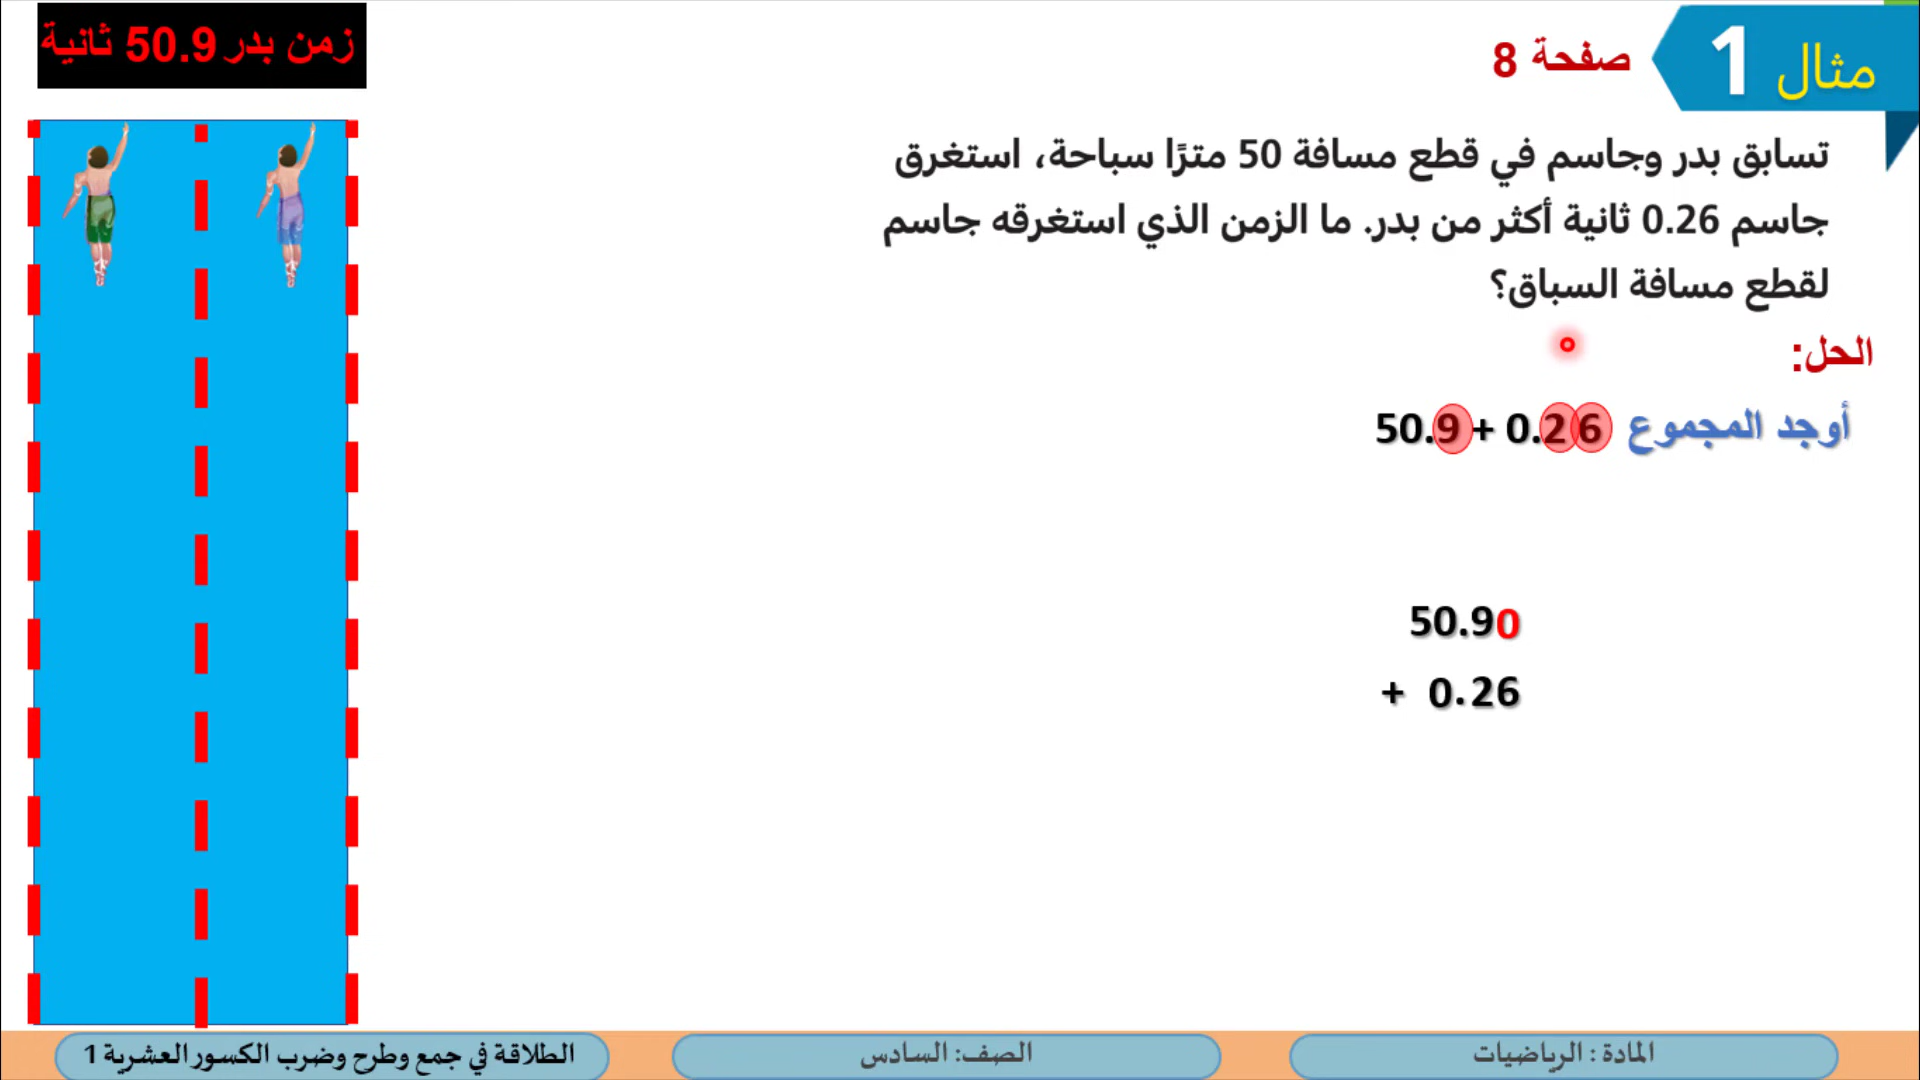 مثال 1
صفحة 8
زمن بدر 50.9 ثانية
تسابق بدر وجاسم في قطع مسافة 50 مترًا سباحة، استغرق
جاسم 0.26 ثانية أكثر من بدر. ما الزمن الذي استغرقه جاسم
لقطع مسافة السباق؟
الحل:
أوجد المجموع 50.9 + 0.26
50.90
+ 0.26
المادة : الرياضيات
الصف: السادس
الطلاقة في جمع وطرح وضرب الكسور العشرية 1